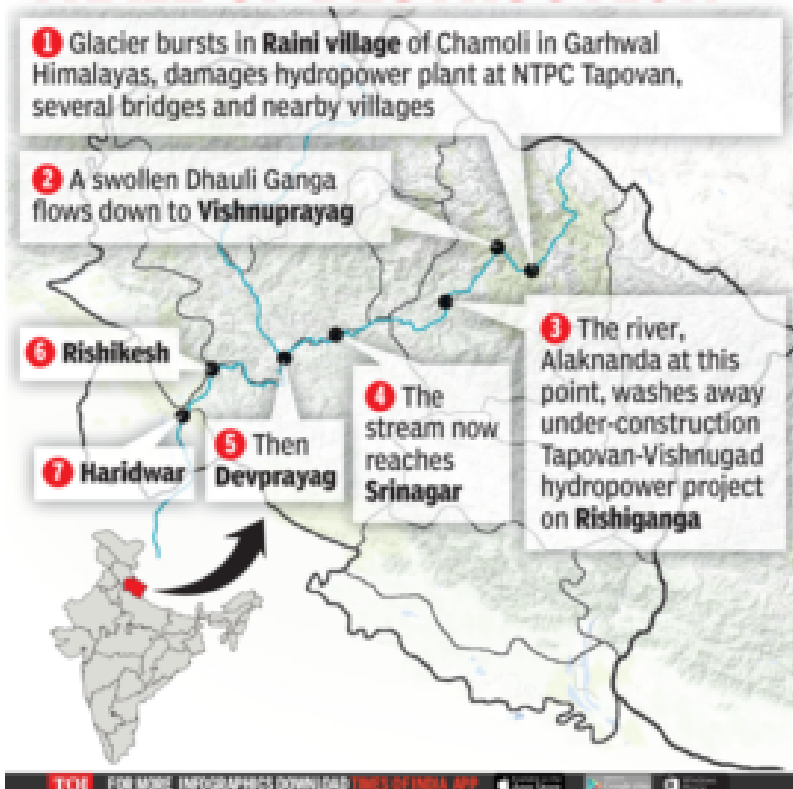 1 Glacier bursts in Raini village of Chamoli in Garhwal
Himalayas, damages hydropower plant at NTPC Tapovan,
several bridges and nearby villages
2 A swollen Dhauli Ganga
flows down to Vishnuprayag
3 The river,
Alaknanda at this
point, washes away
under-construction
Tapovan-Vishnugad
hydropower project
on Rishiganga
4 The
stream now
reaches
Srinagar
5 Then
Devprayag
6 Rishikesh
7 Haridwar
TOI FOR MORE INFOGRAPHICS DOWNLOAD TIMES OF INDIA APP